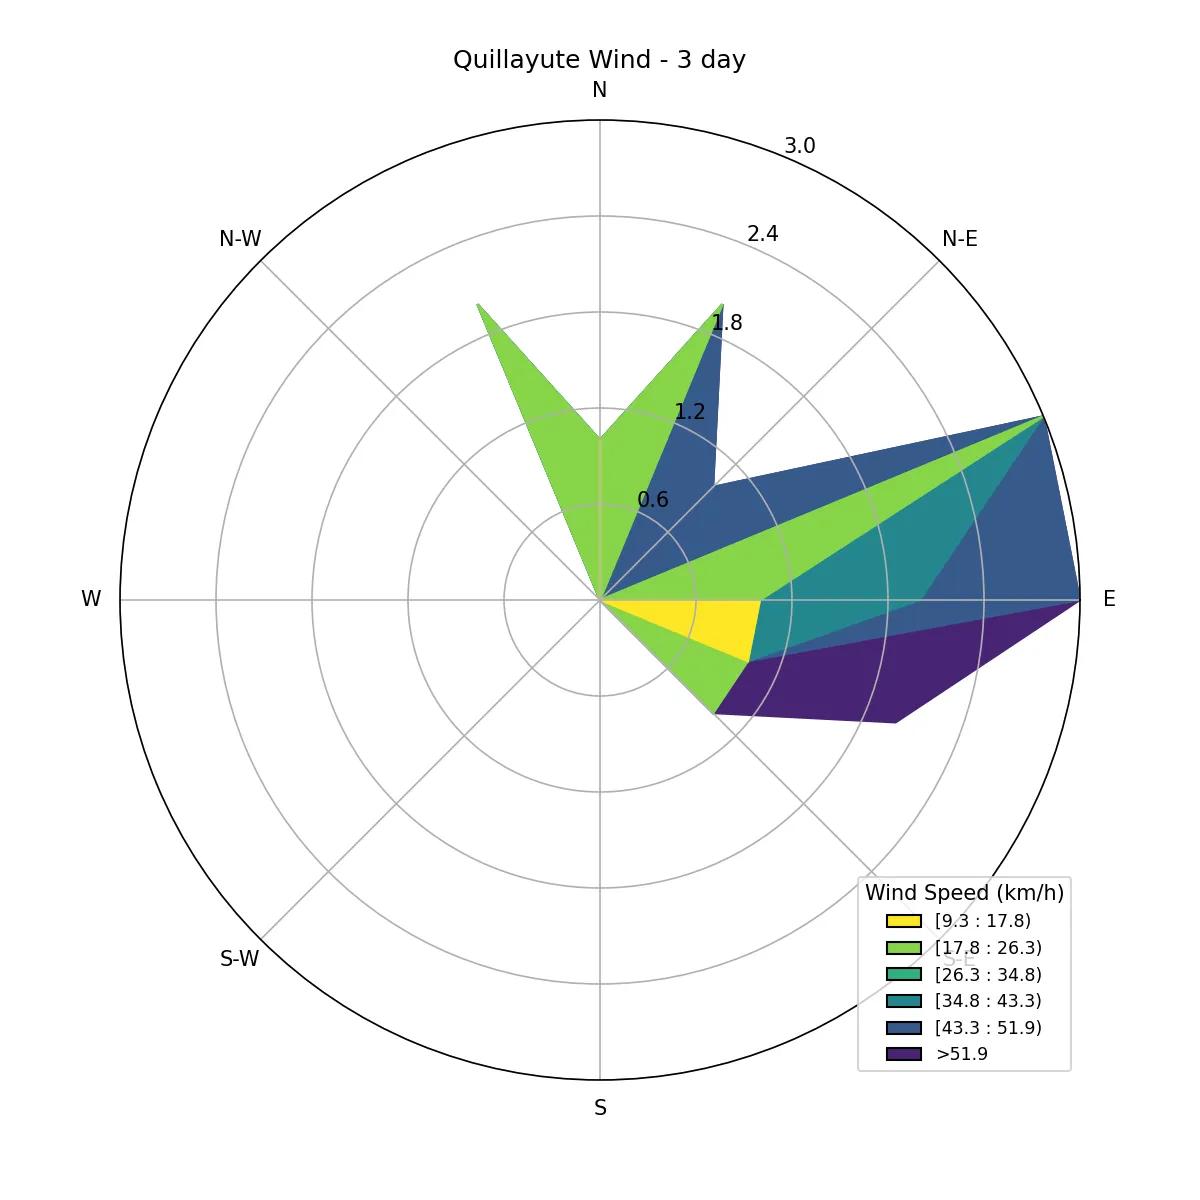 Quillayute Wind - 3 day
N
3.0
N-W
N-E
2.4
1.8
1.2
0.6
W
E
S-W
S-E
S
Wind Speed (km/h)
[9.3 : 17.8)
[17.8 : 26.3)
[26.3 : 34.8)
[34.8 : 43.3)
[43.3 : 51.9)
>51.9